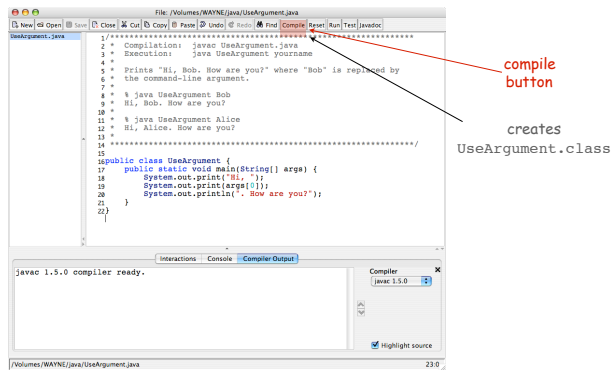 File: /Volumes/WAYNE/java/UseArgument.java
New Open Save Close Cut Copy Paste Undo Redo Find Compile Reset Run Test Javadoc
UseArgument.java
1/****************************************************************
2 *  Compilation:  javac UseArgument.java
3 *  Execution:    java UseArgument yourname
4 *
5 *  Prints "Hi, Bob. How are you?" where "Bob" is replaced by
6 *  the command-line argument.
7 *
8 *  % java UseArgument Bob
9 *  Hi, Bob. How are you?
10 *
11 *  % java UseArgument Alice
12 *  Hi, Alice. How are you?
13 *
14 ****************************************************************/
15
16public class UseArgument {
17    public static void main(String[] args) {
18        System.out.print("Hi, ");
19        System.out.print(args[0]);
20        System.out.println(". How are you?");
21    }
22}
compile
button
creates
UseArgument.class
Interactions Console Compiler Output
javac 1.5.0 compiler ready.
Compiler
javac 1.5.0
Highlight source
/Volumes/WAYNE/java/UseArgument.java 23:0